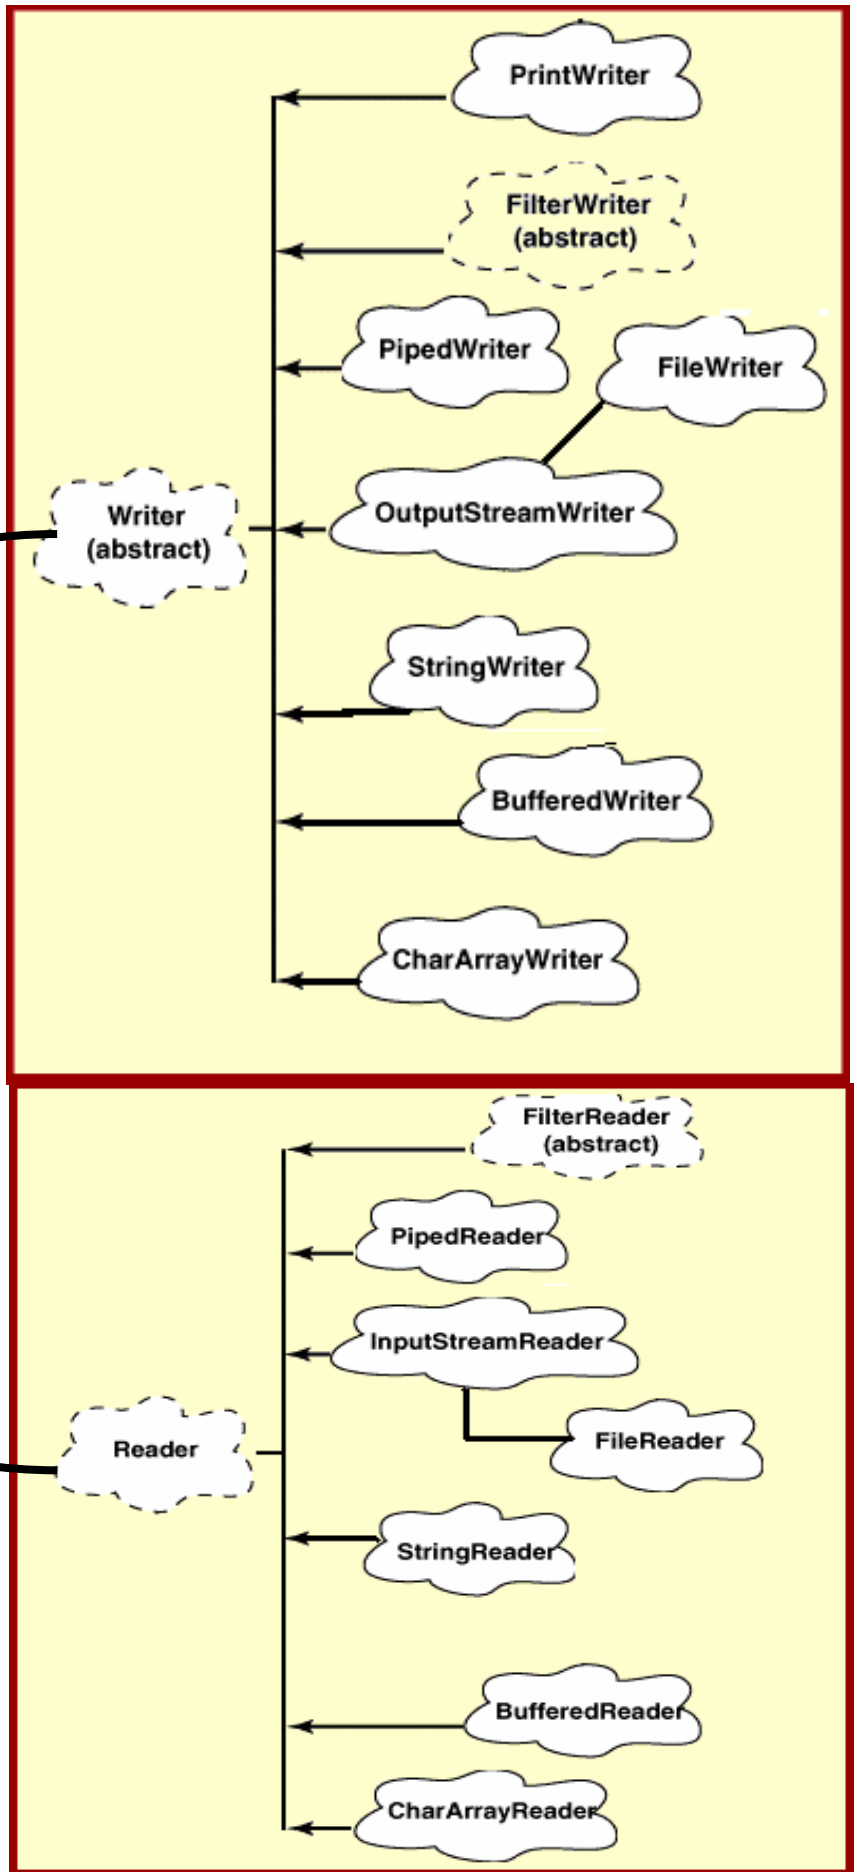 PrintWriter
FilterWriter
(abstract)
PipedWriter
FileWriter
Writer
(abstract)
OutputStreamWriter
StringWriter
BufferedWriter
CharArrayWriter
FilterReader
(abstract)
PipedReader
InputStreamReader
Reader
FileReader
StringReader
BufferedReader
CharArrayReader